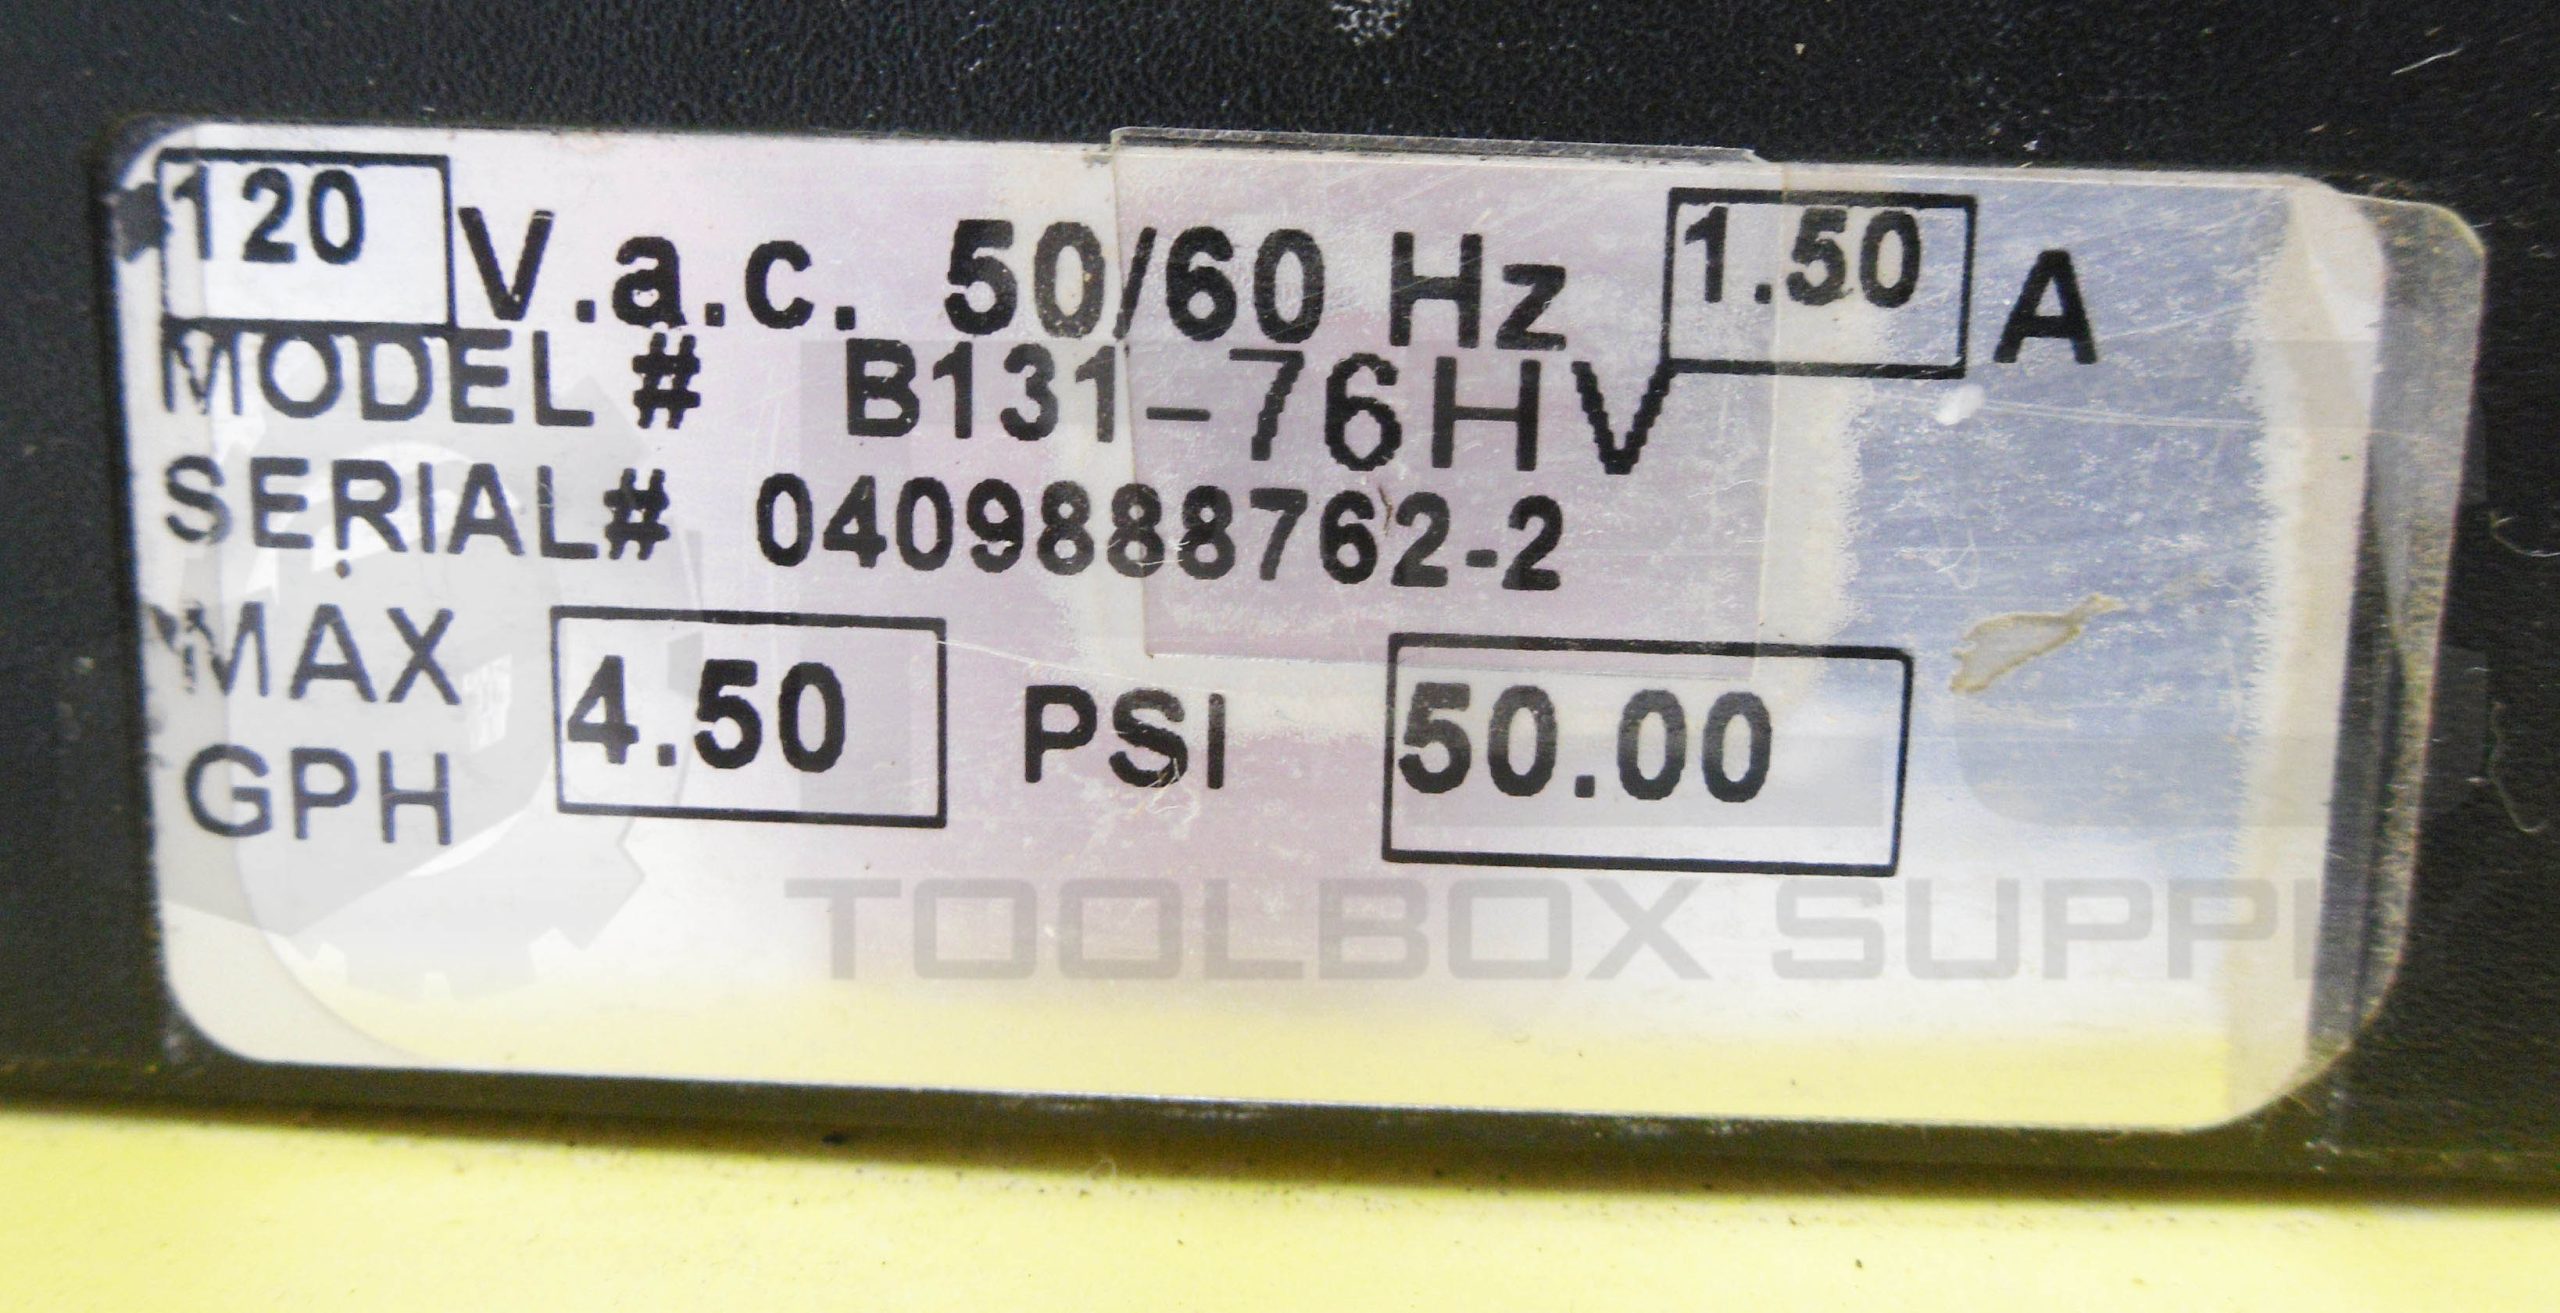 120 V.a.c. 50/60 Hz 1.50 A
MODEL # B131-76HV
SERIAL# 0409888762-2
MAX
GPH 4.50 PSI 50.00
TOOLBOX SUPPL